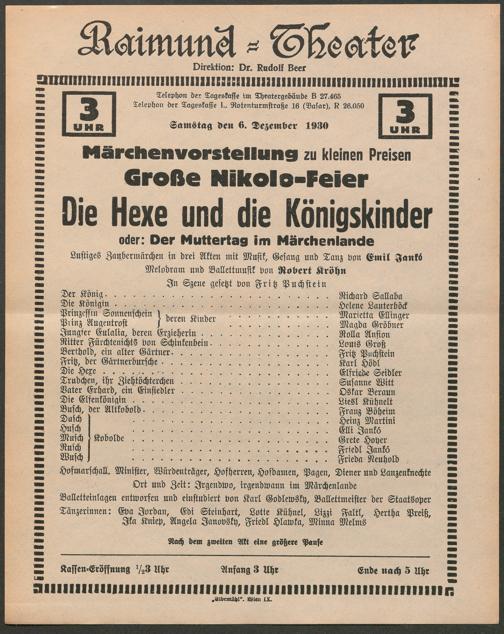 Raimund-Theater
Direktion: Dr. Rudolf Beer
3 UHR
Telephon der Tageskasse im Theatergebäude B 27.465
Telephon der Tageskasse I., Rotenturmstraße 16 (Basar), R 26.050
3 UHR
Samstag den 6. Dezember 1930
Märchenvorstellung zu kleinen Preisen
Große Nikolo-Feier
Die Hexe und die Königskinder
oder: Der Muttertag im Märchenlande
Lustiges Zaubermärchen in drei Akten mit Musik, Gesang und Tanz von Emil Jankó
Melodram und Ballettmusik von Robert Kröhn
In Szene gesetzt von Fritz Puchstein
Der König Richard Sallaba
Die Königin Helene Lauterböck
Prinzessin Sonnenschein } deren Kinder Marietta Ellinger
Prinz Augentrost Magda Gröbner
Jungfer Eulalia, deren Erzieherin Rolla Ansion
Ritter Fürchtenichts von Schinkenbein Louis Groß
Berthold, ein alter Gärtner Fritz Puchstein
Fritz, der Gärtnerbursche Karl Hödl
Die Hexe Elfriede Seidler
Trudchen, ihr Ziehtöchterchen Susanne Witt
Vater Erhard, ein Einsiedler Oskar Beraun
Die Elfenkönigin Liesl Kühnelt
Busch, der Altkobold Franz Böheim
Dasch Heinz Martini
Husch Elli Jankó
Musch } Kobolde Grete Hoyer
Rusch Friedl Jankó
Wusch Frieda Neuhold
Hofmarschall, Minister, Würdenträger, Hofherren, Hofdamen, Pagen, Diener und Lanzenknechte
Ort und Zeit: Irgendwo, irgendwann im Märchenlande
Balletteinlagen entworfen und einstudiert von Karl Godlewsky, Ballettmeister der Staatsoper
Tänzerinnen: Eva Jordan, Edi Steinhart, Lotte Kühnel, Lizzi Faltl, Hertha Preiß,
Ika Kniep, Angela Janovsky, Friedl Hlawka, Minna Melms
Nach dem zweiten Akt eine größere Pause
Kassen-Eröffnung ½3 Uhr Anfang 3 Uhr Ende nach 5 Uhr
„Elbemühl", Wien IX.